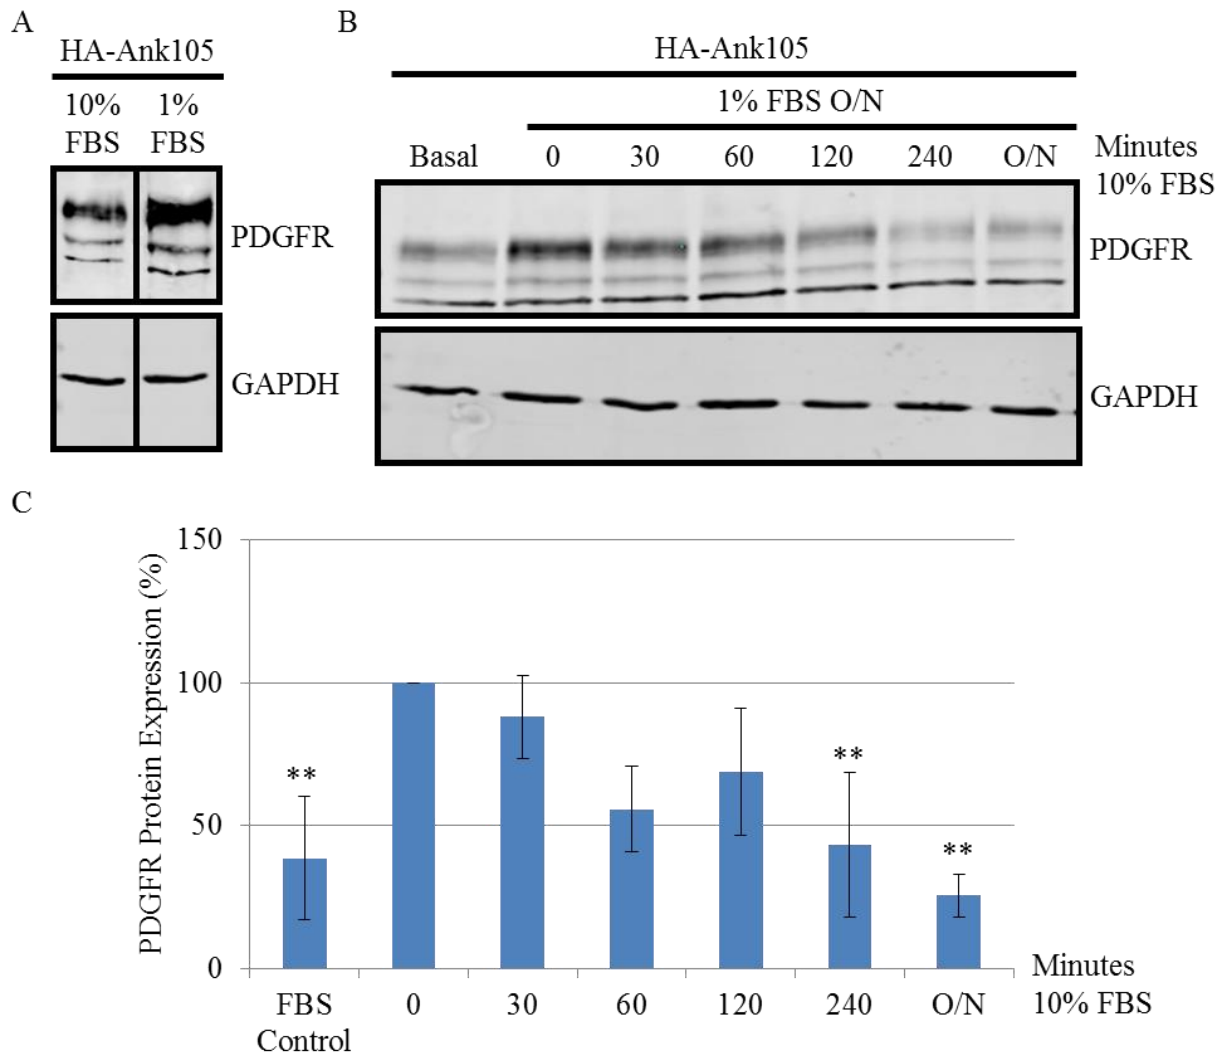 A
HA-Ank105
10% 1%
FBS FBS
PDGFR
GAPDH
B
HA-Ank105
1% FBS O/N
Basal 0 30 60 120 240 O/N
Minutes
10% FBS
PDGFR
GAPDH
C
PDGFR Protein Expression (%)
150
100
50
0
**
**
**
FBS
Control
0 30 60 120 240 O/N
Minutes
10% FBS